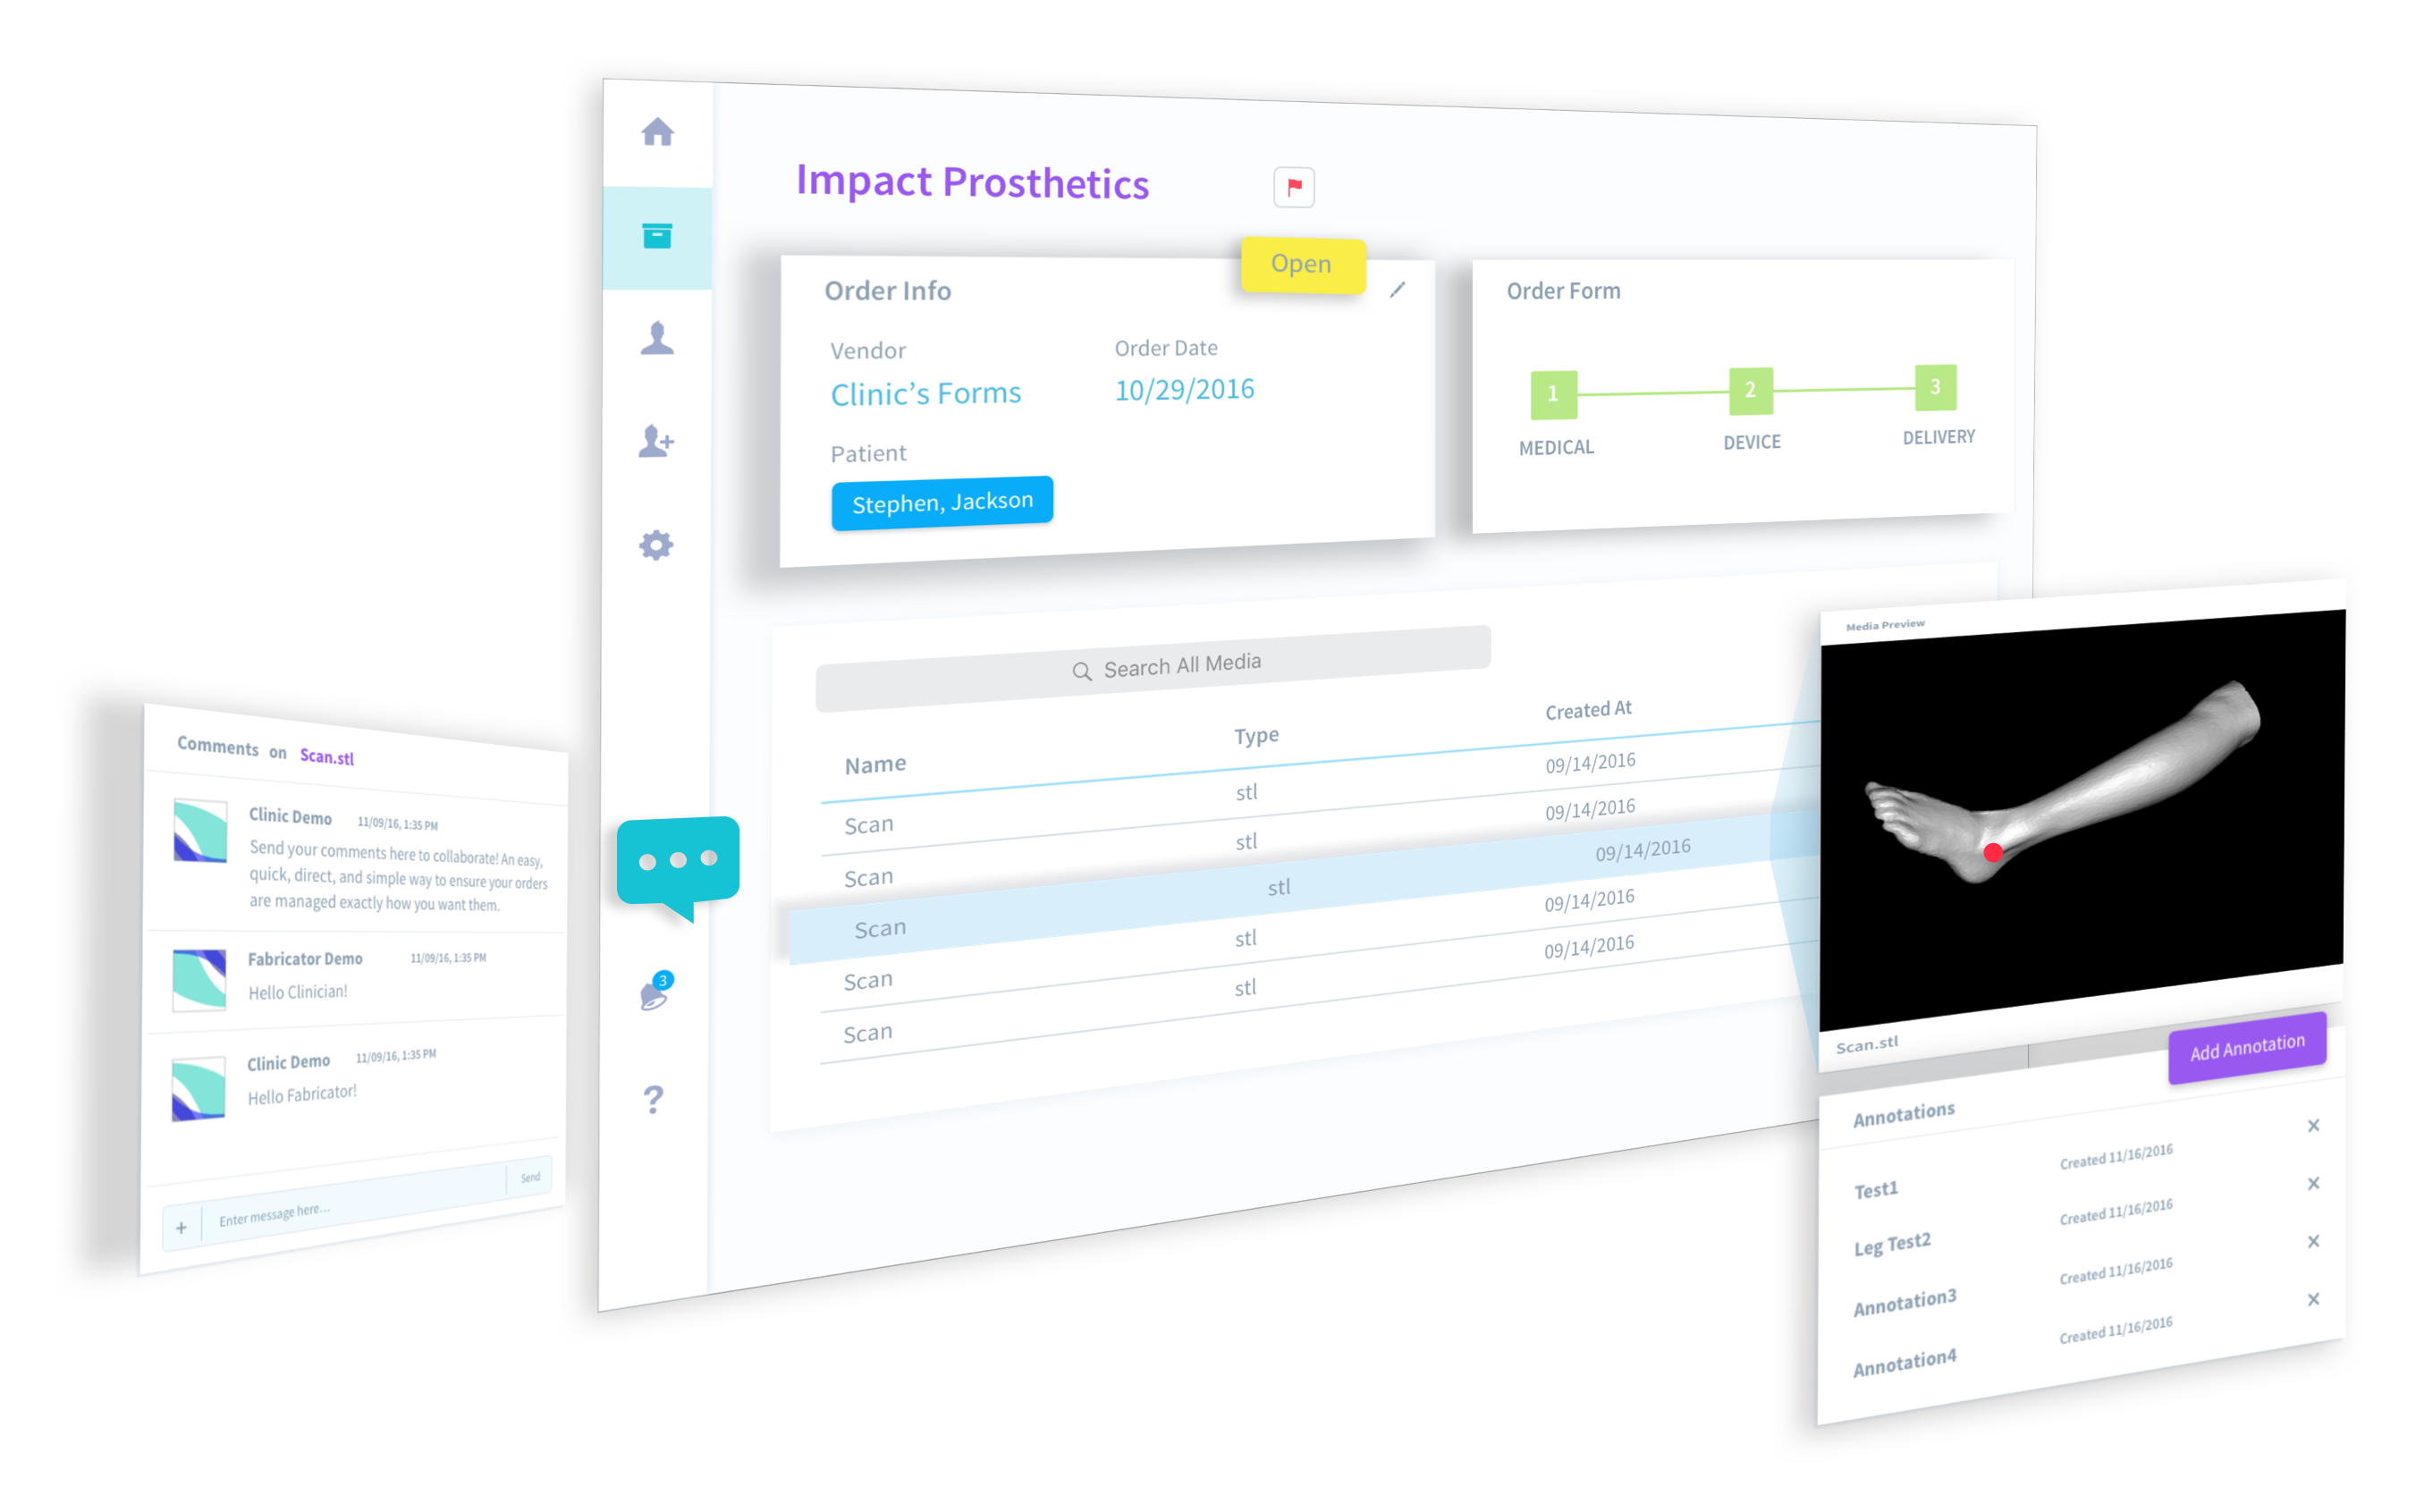 Impact Prosthetics
Open
Order Info
Vendor
Order Date
Clinic’s Forms
10/29/2016
Patient
Stephen, Jackson
Order Form
1
2
3
MEDICAL
DEVICE
DELIVERY
Search All Media
Name
Type
Created At
Scan
stl
09/14/2016
Scan
stl
09/14/2016
Scan
stl
09/14/2016
Scan
stl
09/14/2016
Scan
stl
09/14/2016
3
?
Comments on Scan.stl
Clinic Demo 11/09/16, 1:35 PM
Send your comments here to collaborate! An easy,
quick, direct, and simple way to ensure your orders
are managed exactly how you want them.
Fabricator Demo 11/09/16, 1:35 PM
Hello Clinician!
Clinic Demo 11/09/16, 1:35 PM
Hello Fabricator!
+ Enter message here... Send
Media Preview
Scan.stl
Add Annotation
Annotations
Test1 Created 11/16/2016
Leg Test2 Created 11/16/2016
Annotation3 Created 11/16/2016
Annotation4 Created 11/16/2016